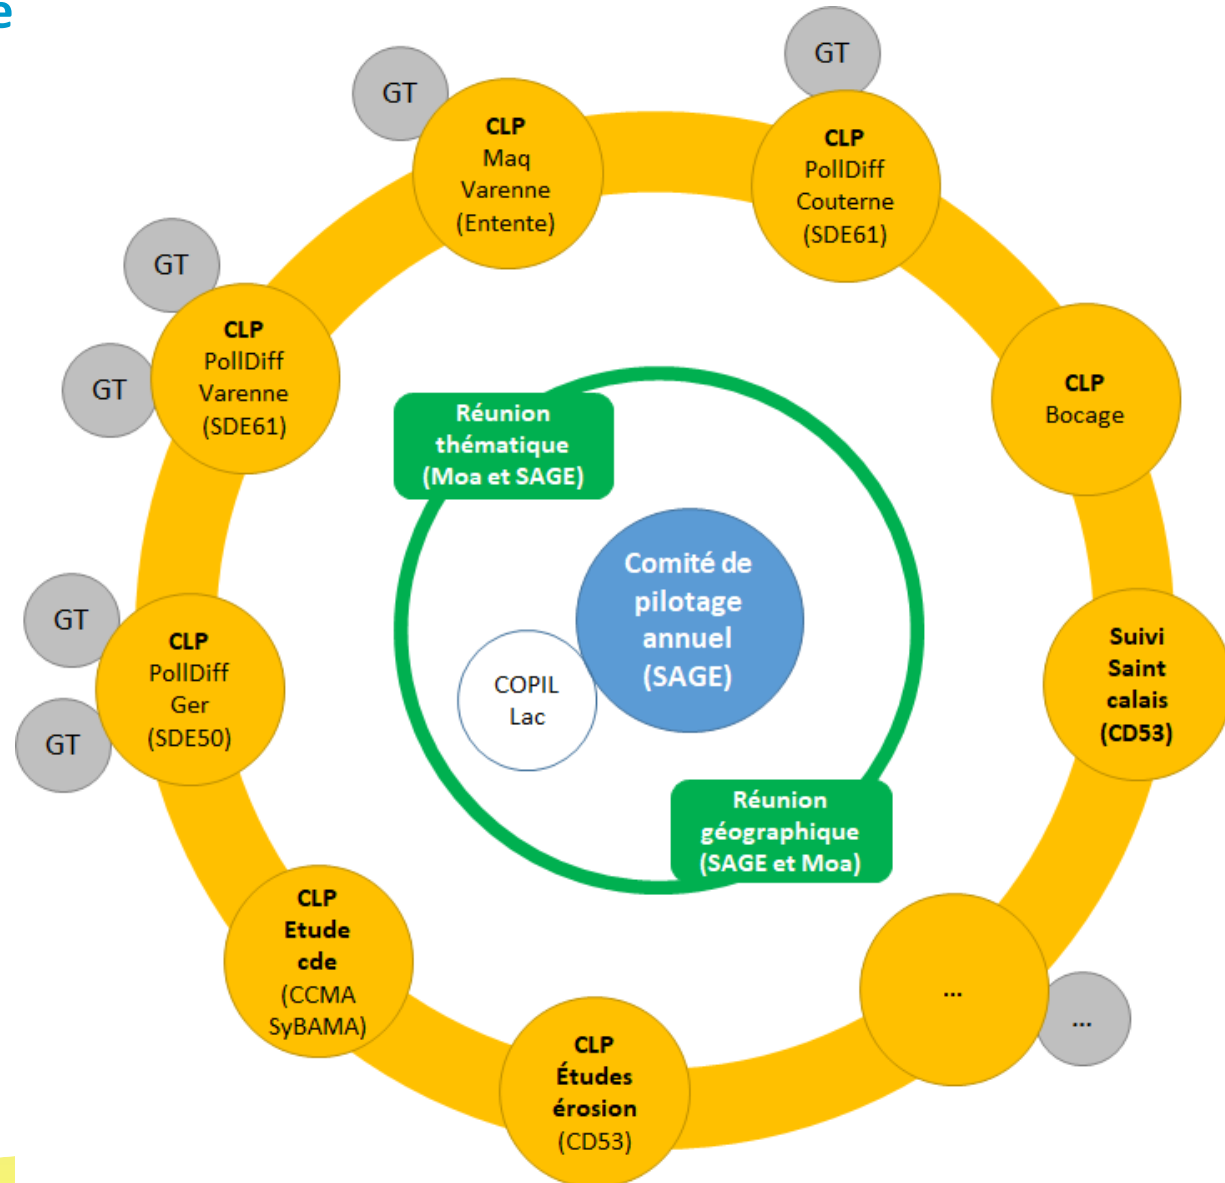 e
GT
GT
CLP
Maq
Varenne
(Entente)
CLP
PollDiff
Couterne
(SDE61)
GT
GT
CLP
PollDiff
Varenne
(SDE61)
CLP
Bocage
Réunion
thématique
(Moa et SAGE)
Comité de
pilotage
annuel
(SAGE)
COPIL
Lac
GT
GT
CLP
PollDiff
Ger
(SDE50)
Suivi
Saint
calais
(CD53)
Réunion
géographique
(SAGE et Moa)
CLP
Etude
cde
(CCMA
SyBAMA)
CLP
Études
érosion
(CD53)
...
...